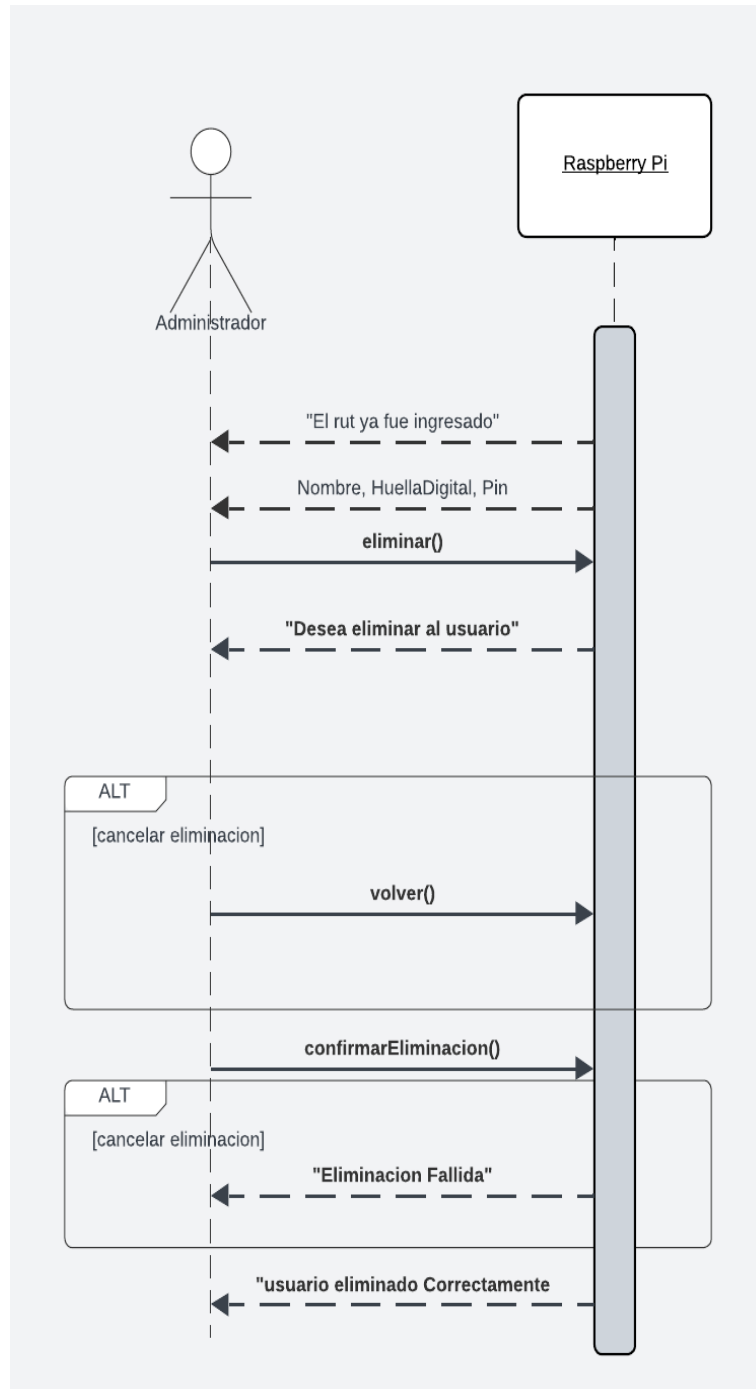 Raspberry Pi
Administrador
"El rut ya fue ingresado"
Nombre, HuellaDigital, Pin
eliminar()
"Desea eliminar al usuario"
ALT
[cancelar eliminacion]
volver()
confirmarEliminacion()
ALT
[cancelar eliminacion]
"Eliminacion Fallida"
"usuario eliminado Correctamente